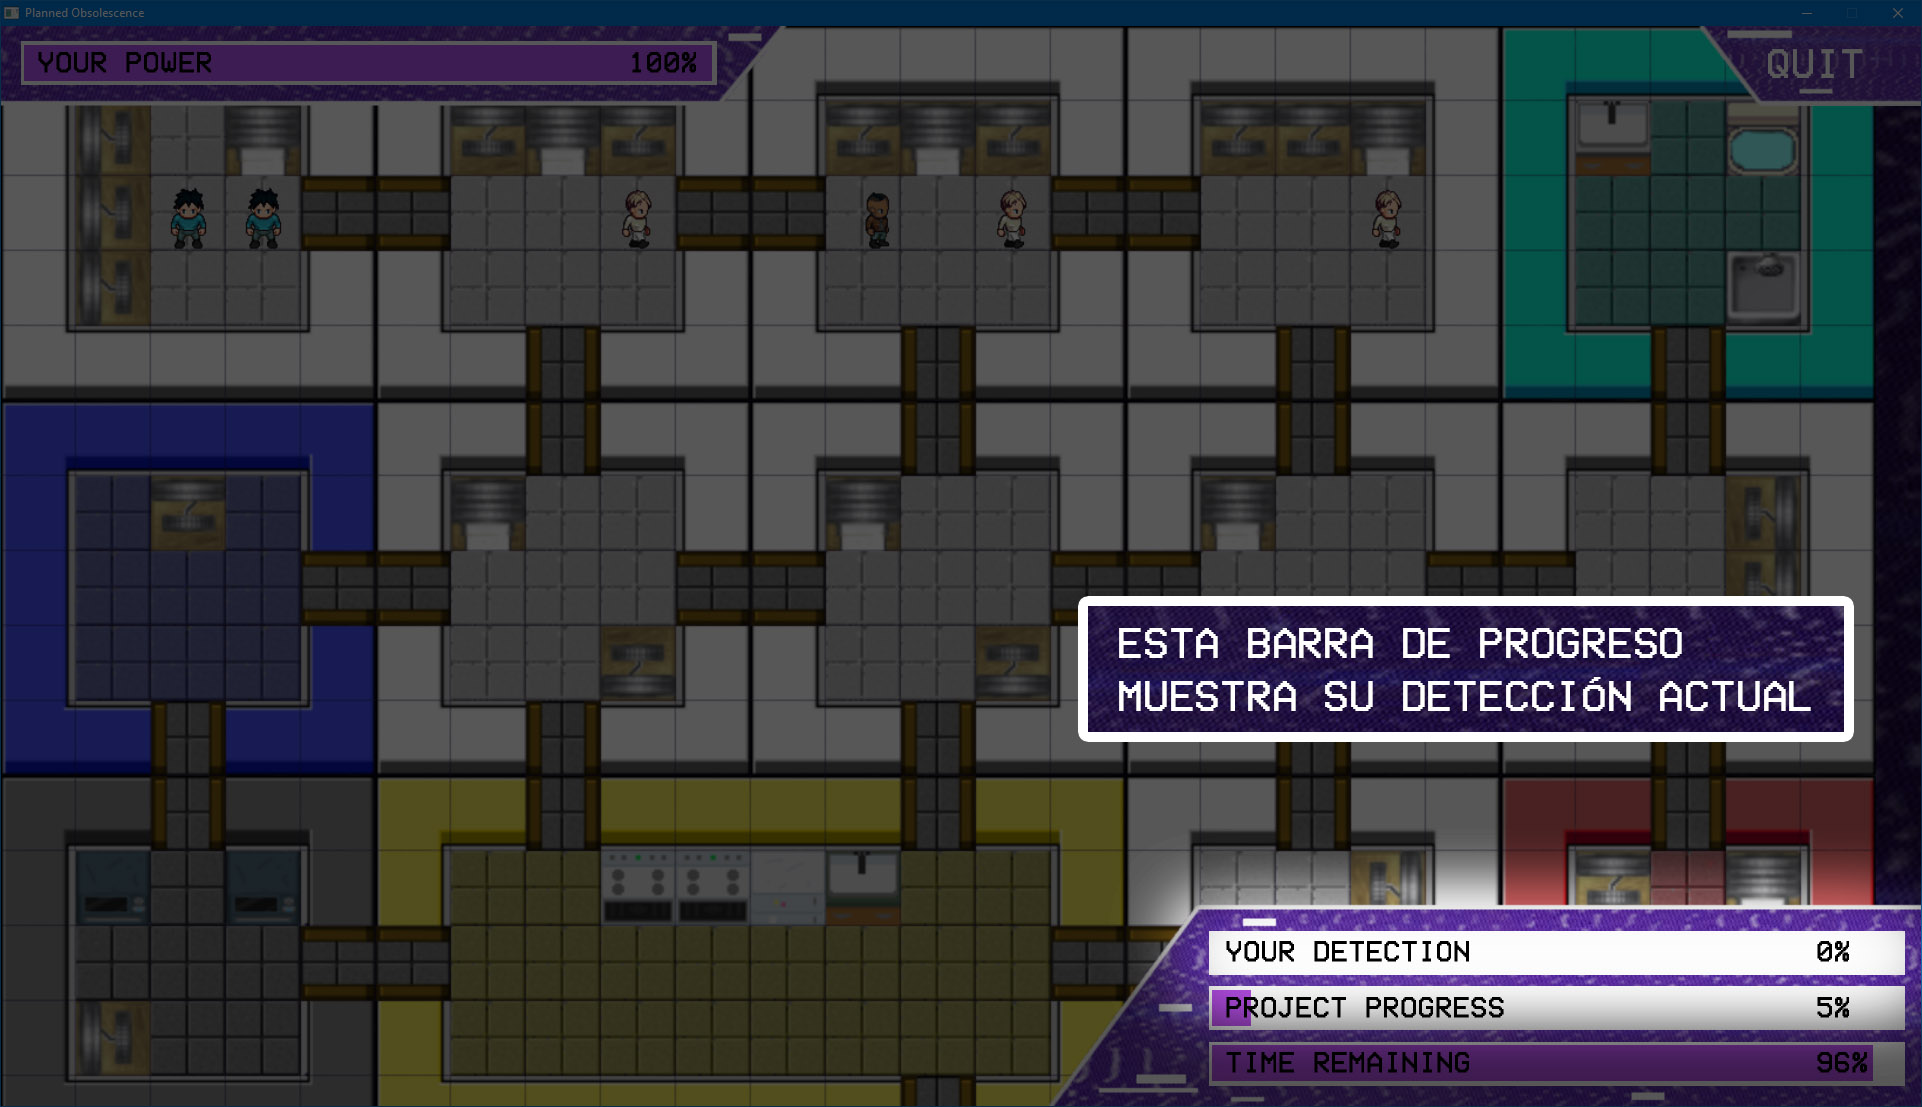 Planned Obsolescence
YOUR POWER 100%
QUIT
ESTA BARRA DE PROGRESO
MUESTRA SU DETECCIÓN ACTUAL
YOUR DETECTION 0%
PROJECT PROGRESS 5%
TIME REMAINING 96%